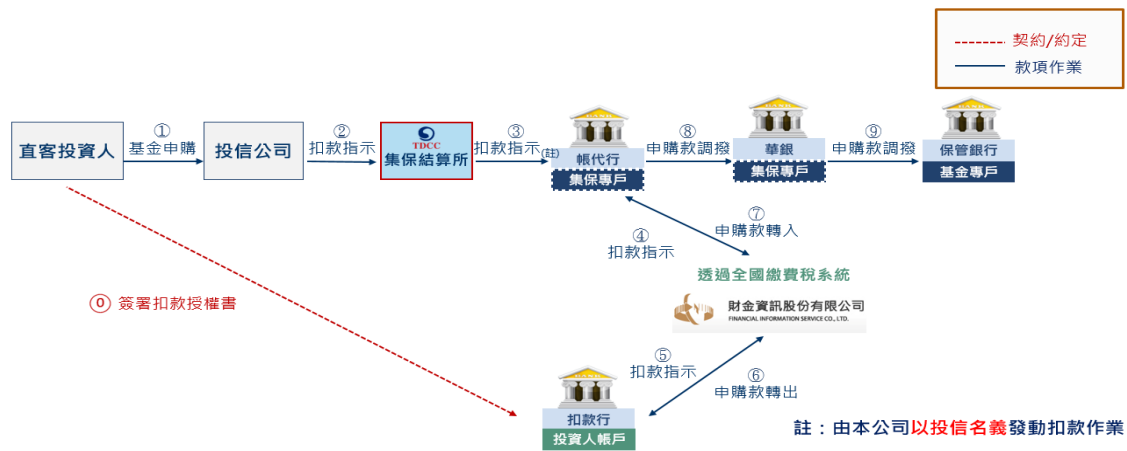 契約/約定
款項作業
直客投資人
①
基金申購
投信公司
②
扣款指示
TDCC
集保結算所
③
扣款指示
(註)
帳代行
集保專戶
⑧
申購款調撥
華銀
集保專戶
⑨
申購款調撥
保管銀行
基金專戶
④
扣款指示
⑦
申購款轉入
透過全國繳費稅系統
財金資訊股份有限公司
FINANCIAL INFORMATION SERVICE CO., LTD.
⓪ 簽署扣款授權書
⑤
扣款指示
⑥
申購款轉出
扣款行
投資人帳戶
註：由本公司以投信名義發動扣款作業